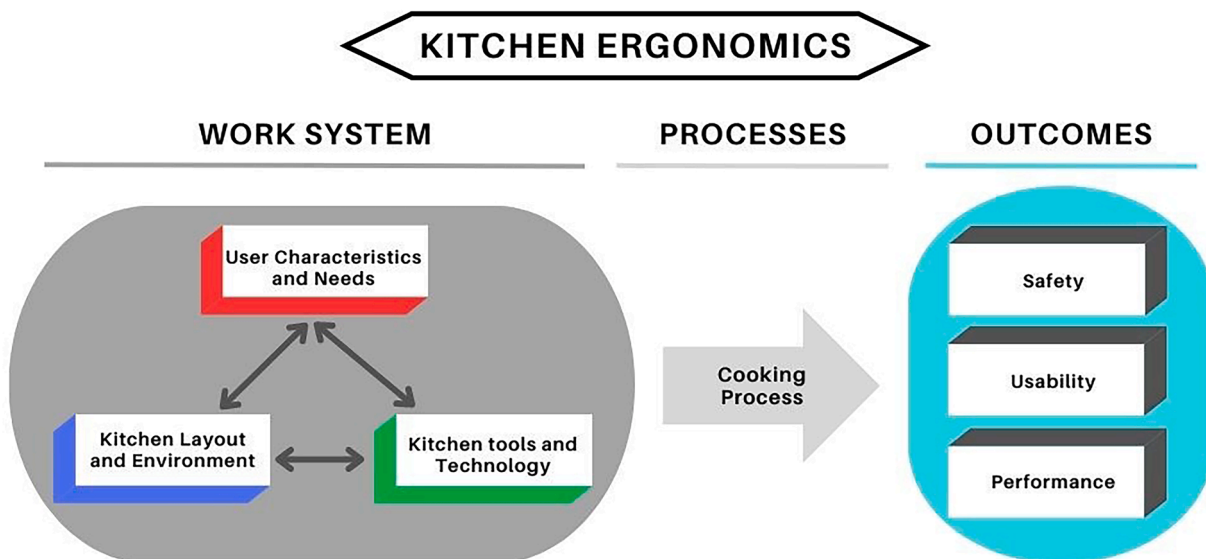 KITCHEN ERGONOMICS
WORK SYSTEM
PROCESSES
OUTCOMES
User Characteristics
and Needs
Kitchen Layout
and Environment
Kitchen tools and
Technology
Cooking
Process
Safety
Usability
Performance